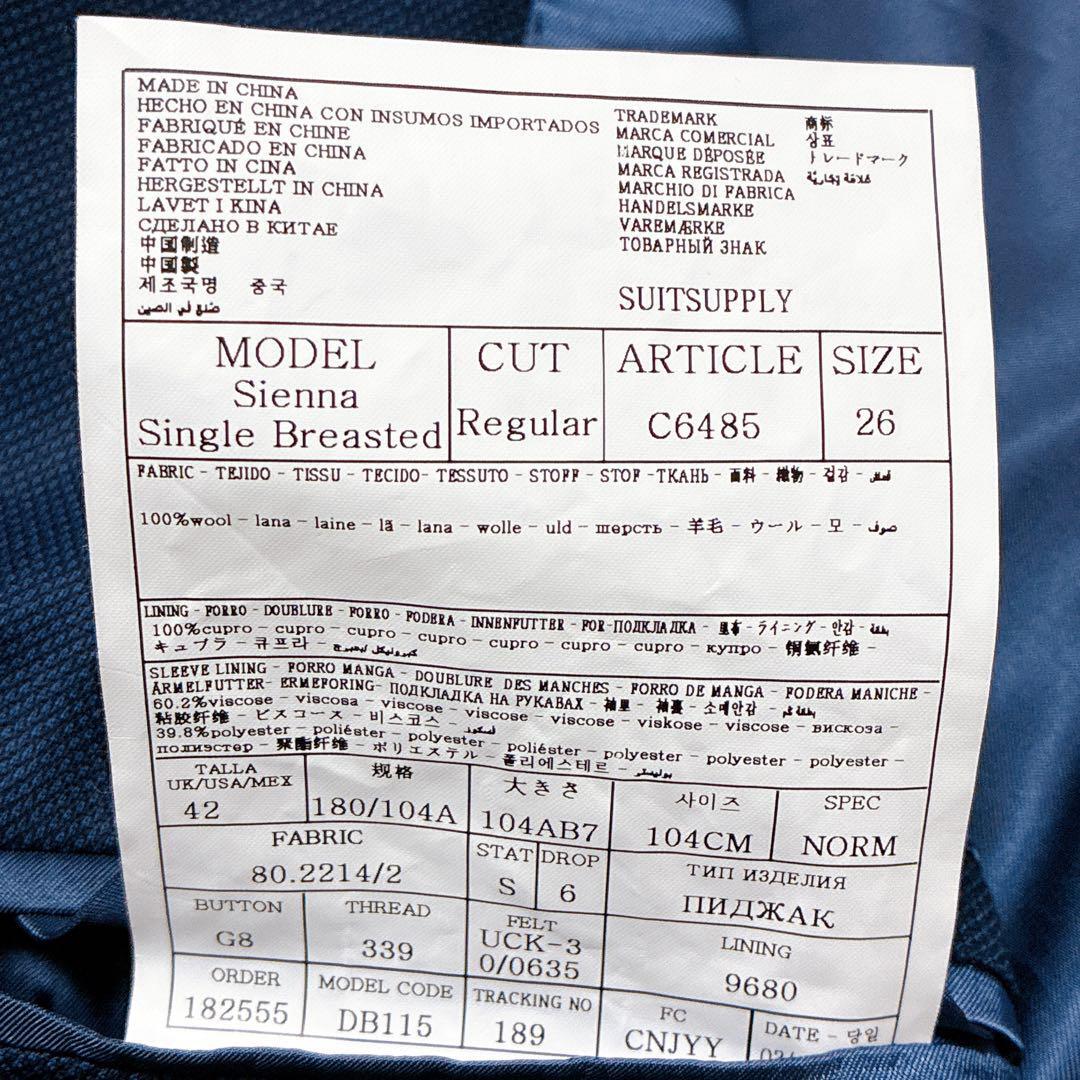 MADE IN CHINA
HECHO EN CHINA CON INSUMOS IMPORTADOS
FABRIQUÉ EN CHINE
FABRICADO EN CHINA
FATTO IN CINA
HERGESTELLT IN CHINA
LAVET I KINA
СДЕЛАНО В КИТАЕ
中国制造
中国製
제조국명 중국
صُنع في الصين
TRADEMARK
MARCA COMERCIAL
MARQUE DÉPOSÉE
MARCA REGISTRADA
MARCHIO DI FABRICA
HANDELSMARKE
VAREMÆRKE
ТОВАРНЫЙ ЗНАК
商标
상표
トレードマーク
SUITSUPPLY
MODEL
Sienna
Single Breasted
CUT
Regular
ARTICLE
C6485
SIZE
26
FABRIC - TEJIDO - TISSU - TECIDO- TESSUTO - STOFF - STOF -ТКАНЬ - 面料 - 織物 - 겉감 - قماش
100%wool - lana - laine - lã - lana - wolle - uld - шерсть - 羊毛 - ウール - 모 - صوف
LINING - FORRO - DOUBLURE - FORRO - FODERA - INNENFUTTER - FOR-ПОДКЛАДКА - 里布 - ライニング - 안감 - بطانة
100%cupro - cupro - cupro - cupro - cupro - cupro - cupro - купро - 铜氨纤维 -
キュプラ - 큐프라 -
SLEEVE LINING - FORRO MANGA - DOUBLURE DES MANCHES - FORRO DE MANGA - FODERA MANICHE -
ÄRMELFUTTER- ERMEFORING- ПОДКЛАДКА НА РУКАВАХ - 袖里 - 袖裏 - 소매안감 -
60.2%viscose - viscosa - viscose - viscose - viscose - viskose - viscose - вискоза -
粘胶纤维 - ビスコース - 비스코스 -
39.8%polyester - poliéster - polyester - poliéster - polyester - polyester - polyester -
полиэстер - 聚酯纤维 - ポリエステル - 폴리에스테르 - بوليستر
TALLA
UK/USA/MEX
42
规格
180/104A
大きさ
104AB7
사이즈
104CM
SPEC
NORM
FABRIC
80.2214/2
STAT
S
DROP
6
ТИП ИЗДЕЛИЯ
ПИДЖАК
BUTTON
G8
THREAD
339
FELT
UCK-3
0/0635
LINING
9680
ORDER
182555
MODEL CODE
DB115
TRACKING NO
189
FC
CNJYY
DATE - 당일